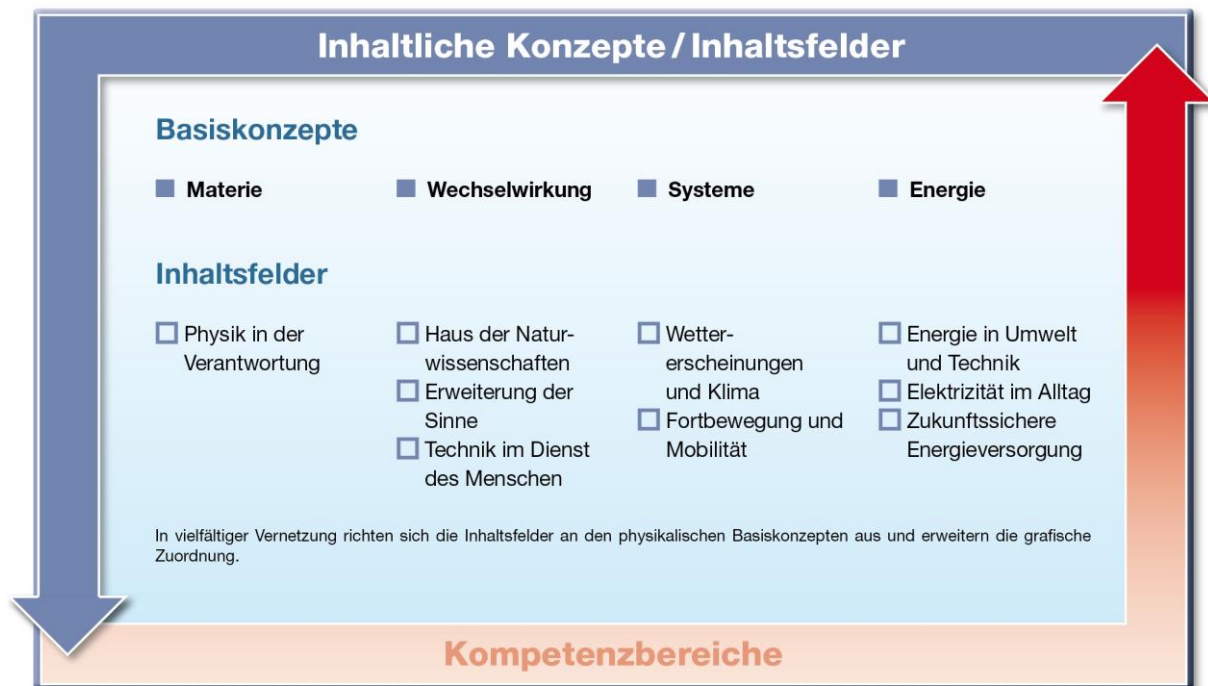 Inhaltliche Konzepte / Inhaltsfelder
Basiskonzepte
Materie
Wechselwirkung
Systeme
Energie
Inhaltsfelder
Physik in der
Verantwortung
Haus der Natur-
wissenschaften
Erweiterung der
Sinne
Technik im Dienst
des Menschen
Wetter-
erscheinungen
und Klima
Fortbewegung und
Mobilität
Energie in Umwelt
und Technik
Elektrizität im Alltag
Zukunftssichere
Energieversorgung
In vielfältiger Vernetzung richten sich die Inhaltsfelder an den physikalischen Basiskonzepten aus und erweitern die grafische
Zuordnung.
Kompetenzbereiche